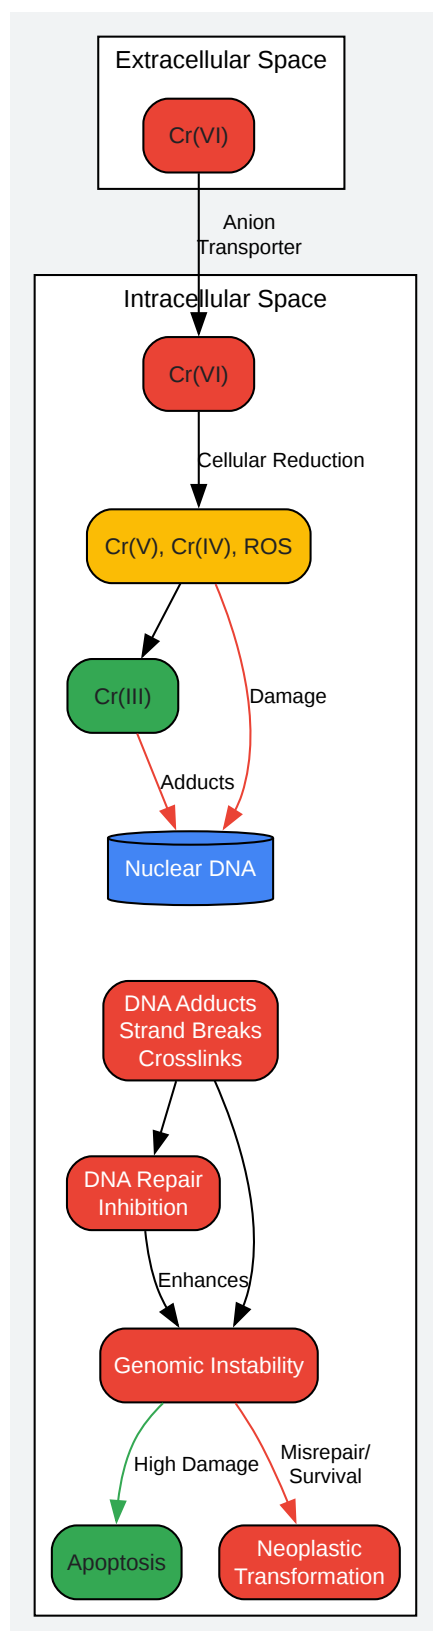 Extracellular Space
Cr(VI)
Anion
Transporter
Intracellular Space
Cr(VI)
Cellular Reduction
Cr(V), Cr(IV), ROS
Cr(III)
Damage
Adducts
Nuclear DNA
DNA Adducts
Strand Breaks
Crosslinks
DNA Repair
Inhibition
Enhances
Genomic Instability
High Damage
Misrepair/
Survival
Apoptosis
Neoplastic
Transformation